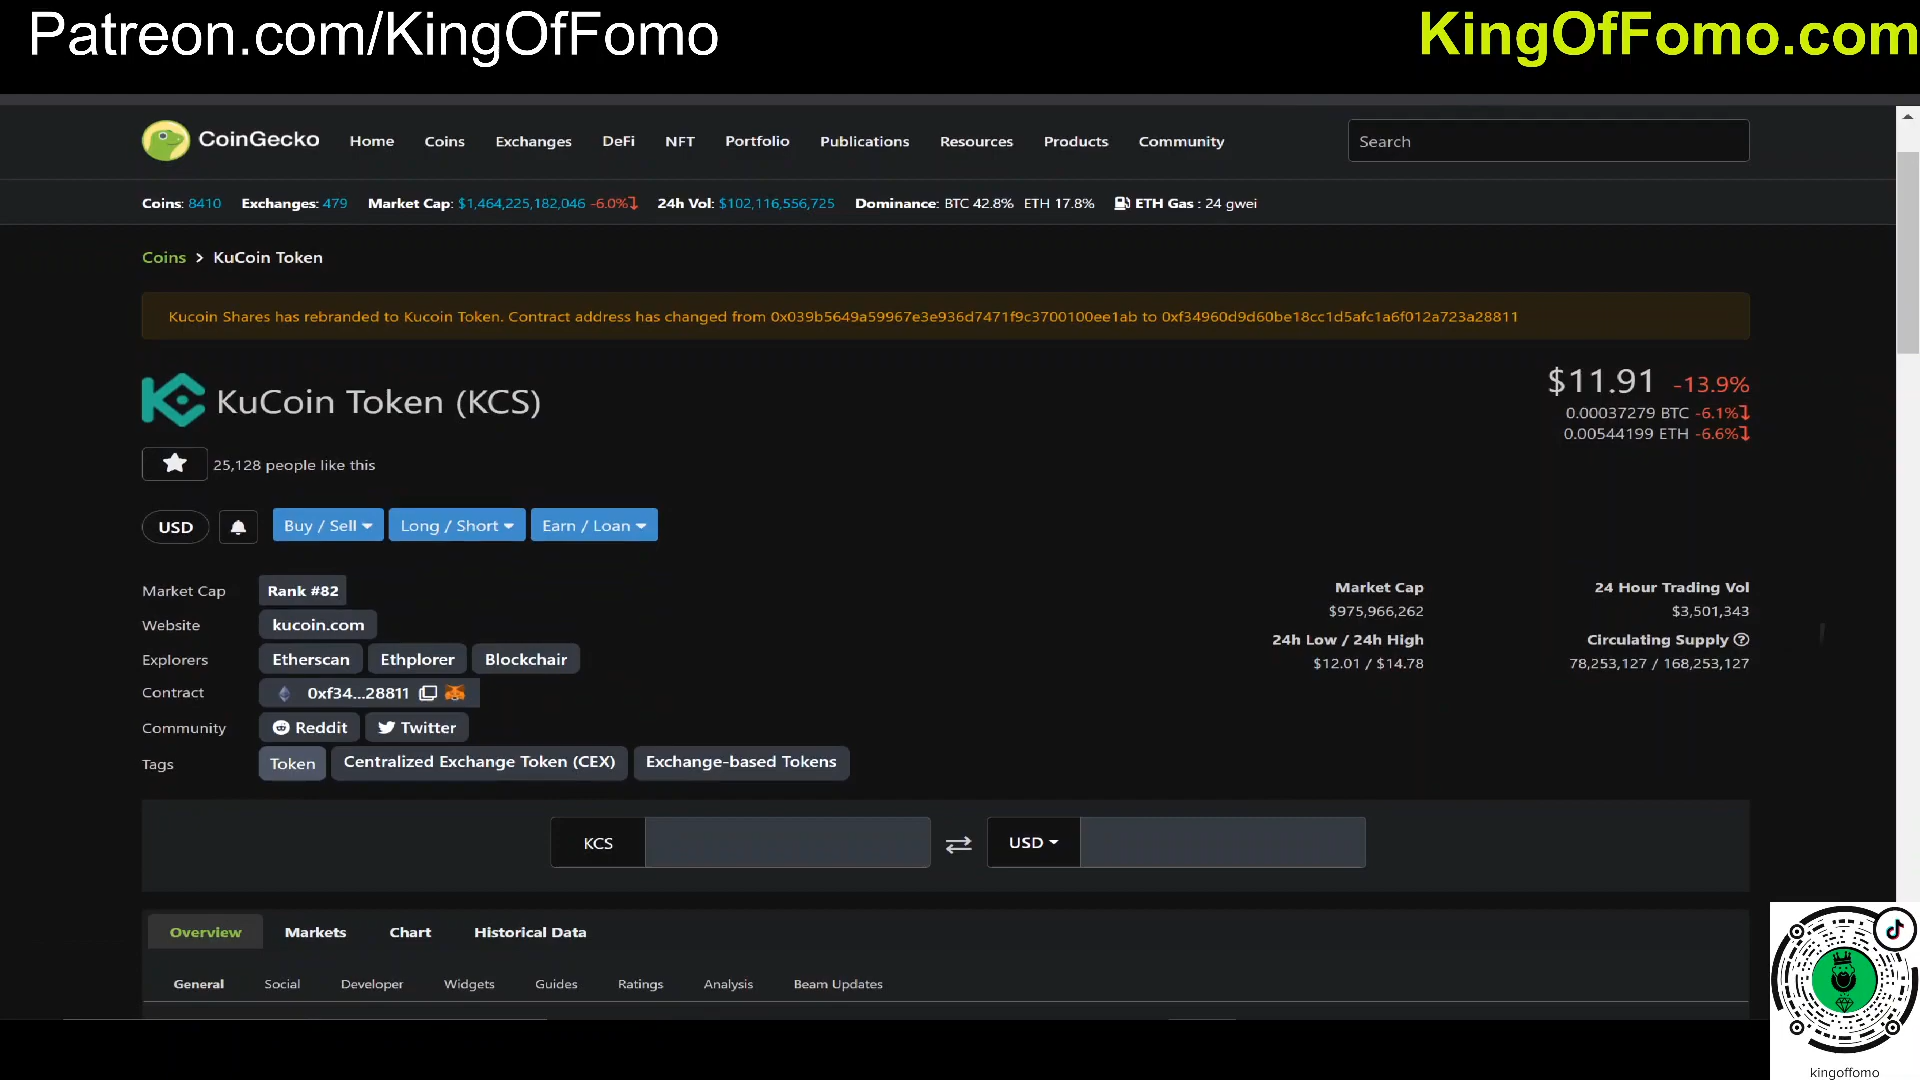 Patreon.com/KingOfFomo
KingOfFomo.com
CoinGecko Home Coins Exchanges DeFi NFT Portfolio Publications Resources Products Community Search
Coins: 8410 Exchanges: 479 Market Cap: $1,464,225,182,046 -6.0% 24h Vol: $102,116,556,725 Dominance: BTC 42.8% ETH 17.8% ETH Gas : 24 gwei
Coins > KuCoin Token
Kucoin Shares has rebranded to Kucoin Token. Contract address has changed from 0x039b5649a59967e3e936d7471f9c3700100ee1ab to 0xf34960d9d60be18cc1d5afc1a6f012a723a28811
KuCoin Token (KCS)
$11.91 -13.9%
0.00037279 BTC -6.1%
0.00544199 ETH -6.6%
25,128 people like this
USD Buy / Sell Long / Short Earn / Loan
Market Cap Rank #82
Website kucoin.com
Explorers Etherscan Ethplorer Blockchair
Contract 0xf34...28811
Community Reddit Twitter
Tags Token Centralized Exchange Token (CEX) Exchange-based Tokens
Market Cap 24 Hour Trading Vol
$975,966,262 $3,501,343
24h Low / 24h High Circulating Supply
$12.01 / $14.78 78,253,127 / 168,253,127
KCS USD
Overview Markets Chart Historical Data
General Social Developer Widgets Guides Ratings Analysis Beam Updates
kingoffomo